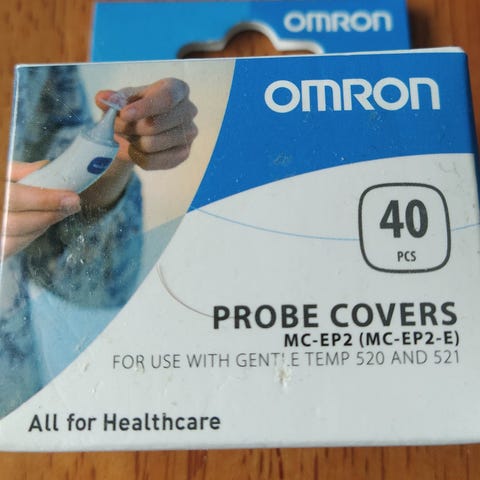 OMRON
OMRON
40
PCS
PROBE COVERS
MC-EP2 (MC-EP2-E)
FOR USE WITH GENTLE TEMP 520 AND 521
All for Healthcare